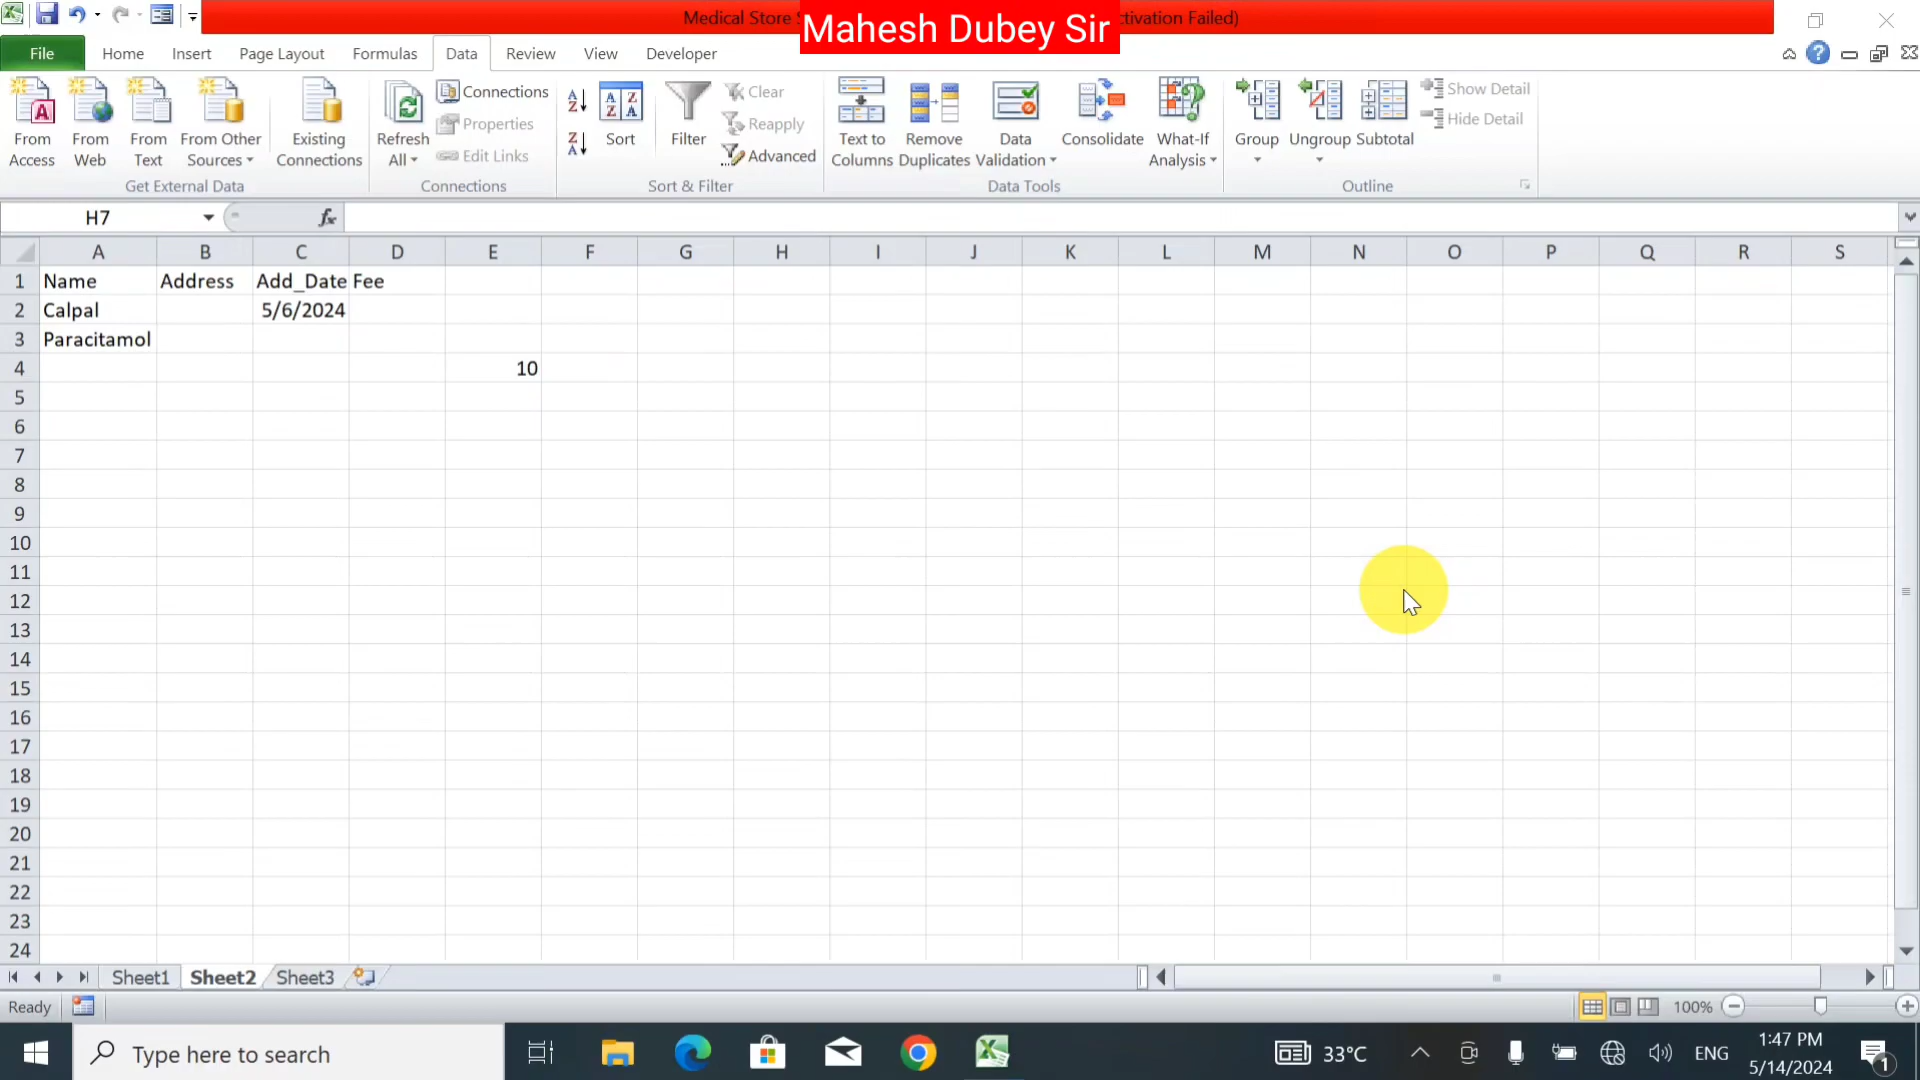 Medical Store
Mahesh Dubey Sir
ctivation Failed)
File Home Insert Page Layout Formulas Data Review View Developer
From Access
From Web
From Text
From Other Sources
Existing Connections
Get External Data
Refresh All
Connections
Properties
Edit Links
Connections
A Z
Z A
A Z Z A
Sort
Filter
Clear
Reapply
Advanced
Sort & Filter
Text to Columns
Remove Duplicates
Data Validation
Consolidate
What-If Analysis
Data Tools
Group
Ungroup
Subtotal
Show Detail
Hide Detail
Outline
H7 fx
A B C D E F G H I J K L M N O P Q R S
1 Name Address Add_Date Fee
2 Calpal 5/6/2024
3 Paracitamol
4 10
5
6
7
8
9
10
11
12
13
14
15
16
17
18
19
20
21
22
23
24
Sheet1 Sheet2 Sheet3
Ready 100%
Type here to search
33°C
ENG
1:47 PM
5/14/2024
1